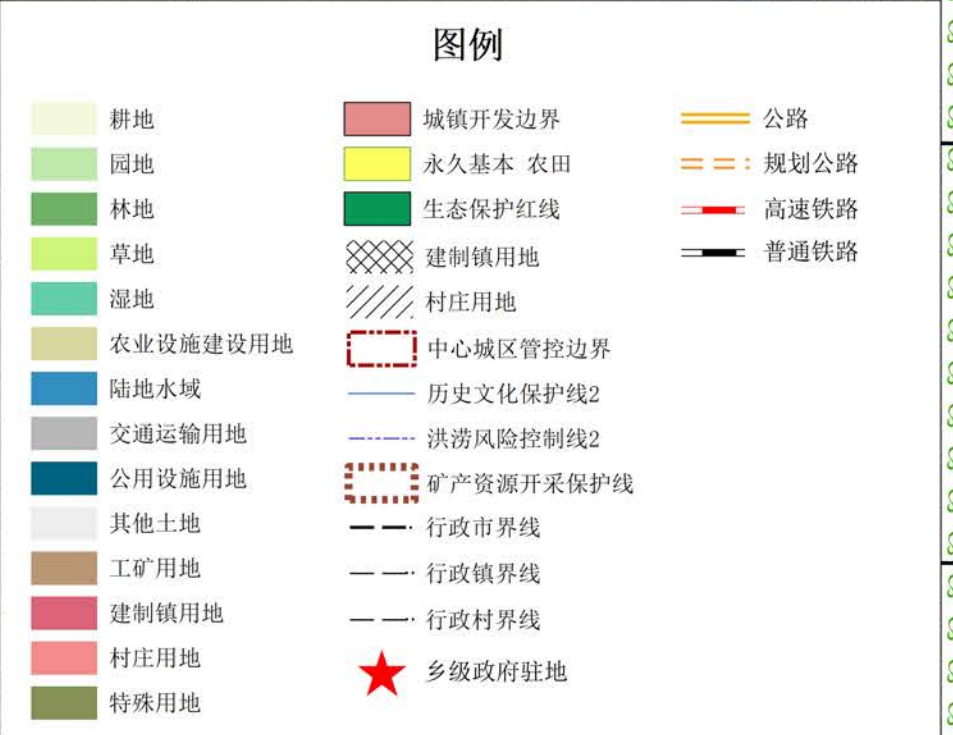 图例
耕地
园地
林地
草地
湿地
农业设施建设用地
陆地水域
交通运输用地
公用设施用地
其他土地
工矿用地
建制镇用地
村庄用地
特殊用地
城镇开发边界
永久基本 农田
生态保护红线
建制镇用地
村庄用地
中心城区管控边界
历史文化保护线2
洪涝风险控制线2
矿产资源开采保护线
行政市界线
行政镇界线
行政村界线
乡级政府驻地
公路
规划公路
高速铁路
普通铁路